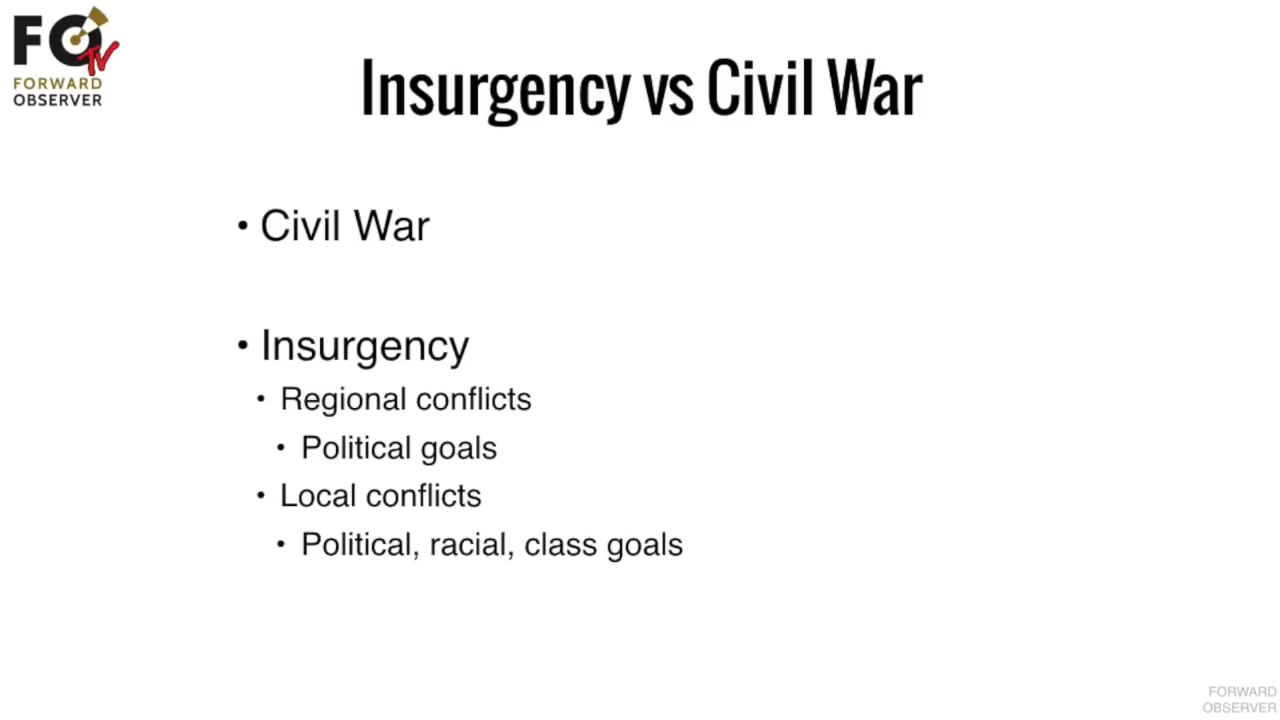 FO
TV
FORWARD
OBSERVER
Insurgency vs Civil War
• Civil War
• Insurgency
• Regional conflicts
• Political goals
• Local conflicts
• Political, racial, class goals
FORWARD
OBSERVER